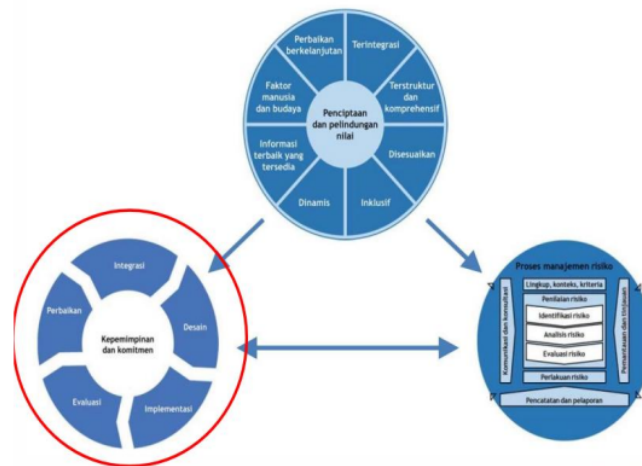 Perbaikan
berkelanjutan
Terintegrasi
Faktor
manusia
dan budaya
Terstruktur
dan
komprehensif
Penciptaan
dan pelindungan
nilai
Informasi
terbaik yang
tersedia
Disesuaikan
Dinamis
Inklusif
Integrasi
Perbaikan
Desain
Kepemimpinan
dan komitmen
Evaluasi
Implementasi
Proses manajemen risiko
Lingkup, konteks, kriteria
Komunikasi dan konsultasi
Penilaian risiko
Identifikasi risiko
Analisis risiko
Evaluasi risiko
Pemantauan dan tinjauan
Perlakuan risiko
Pencatatan dan pelaporan